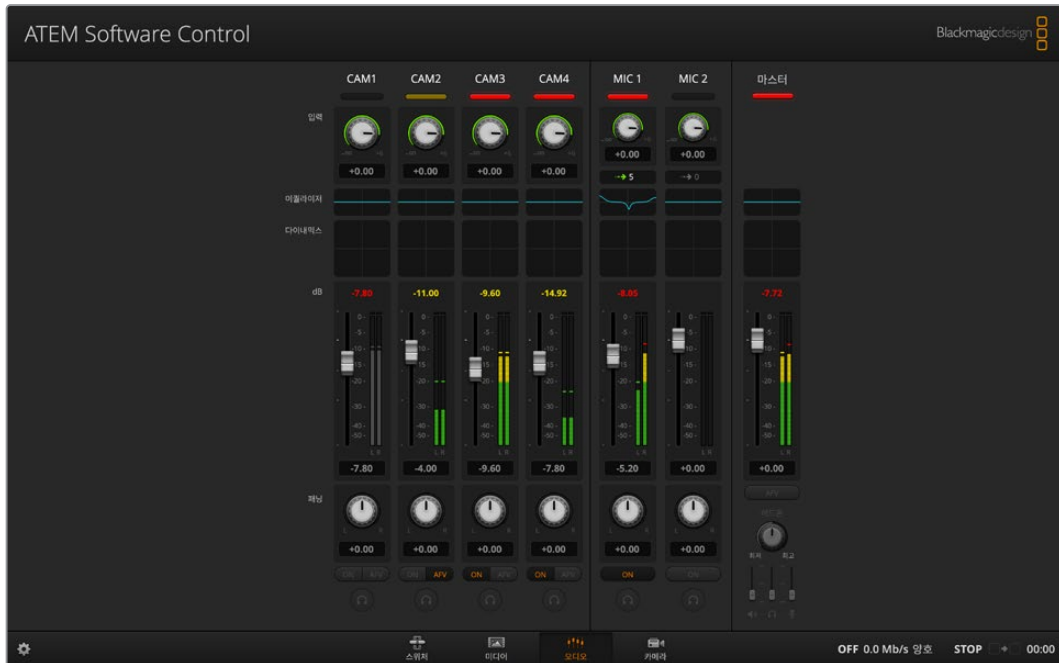 ATEM Software Control
Blackmagicdesign
CAM1 CAM2 CAM3 CAM4 MIC 1 MIC 2 마스터
입력
+0.00 +0.00 +0.00 +0.00 +0.00 +0.00
5 0
이퀄라이저
다이내믹스
dB -7.80 -11.00 -9.60 -14.92 -8.05 -7.72
-7.80 -4.00 -9.60 -7.80 -5.20 +0.00 +0.00
AFV
패닝
L R L R L R L R L R L R
최저 최고
+0.00 +0.00 +0.00 +0.00 +0.00 +0.00
ON AFV ON AFV ON AFV ON AFV ON ON
스위처 미디어 오디오 카메라
OFF 0.0 Mb/s 양호 STOP 00:00